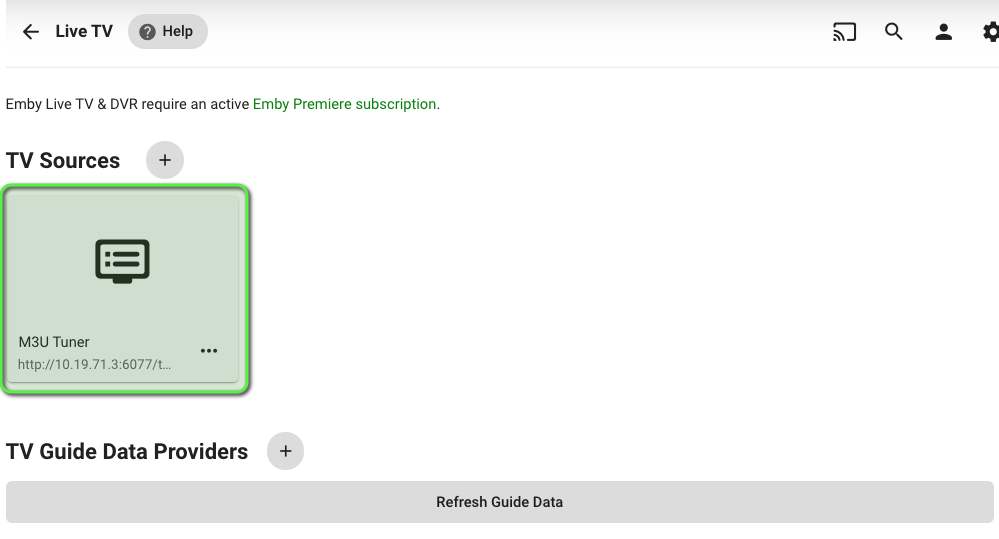 Live TV
Help
Emby Live TV & DVR require an active Emby Premiere subscription.
TV Sources
M3U Tuner
http://10.19.71.3:6077/t...
TV Guide Data Providers
Refresh Guide Data